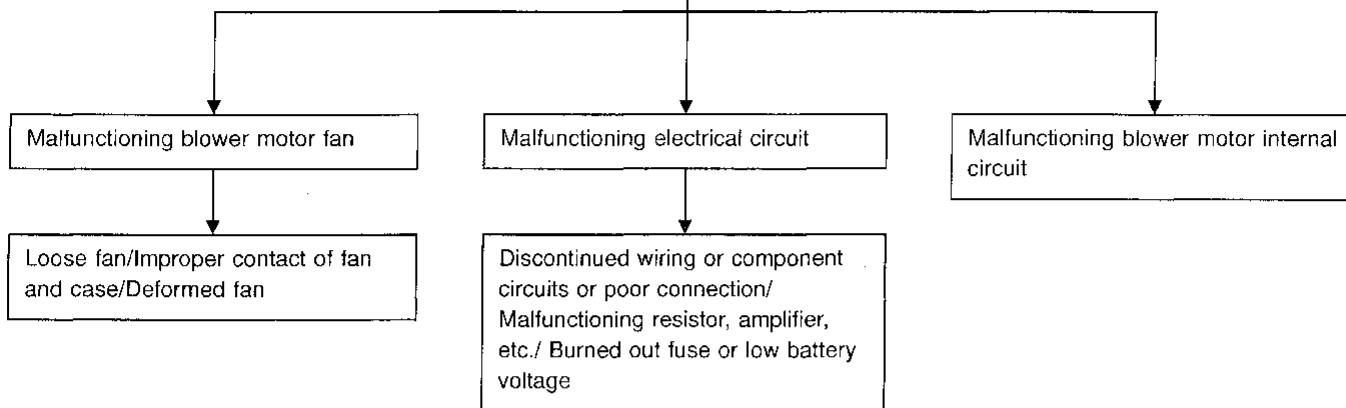 Malfunctioning blower motor fan
Malfunctioning electrical circuit
Malfunctioning blower motor internal
circuit
Loose fan/Improper contact of fan
and case/Deformed fan
Discontinued wiring or component
circuits or poor connection/
Malfunctioning resistor, amplifier,
etc./ Burned out fuse or low battery
voltage